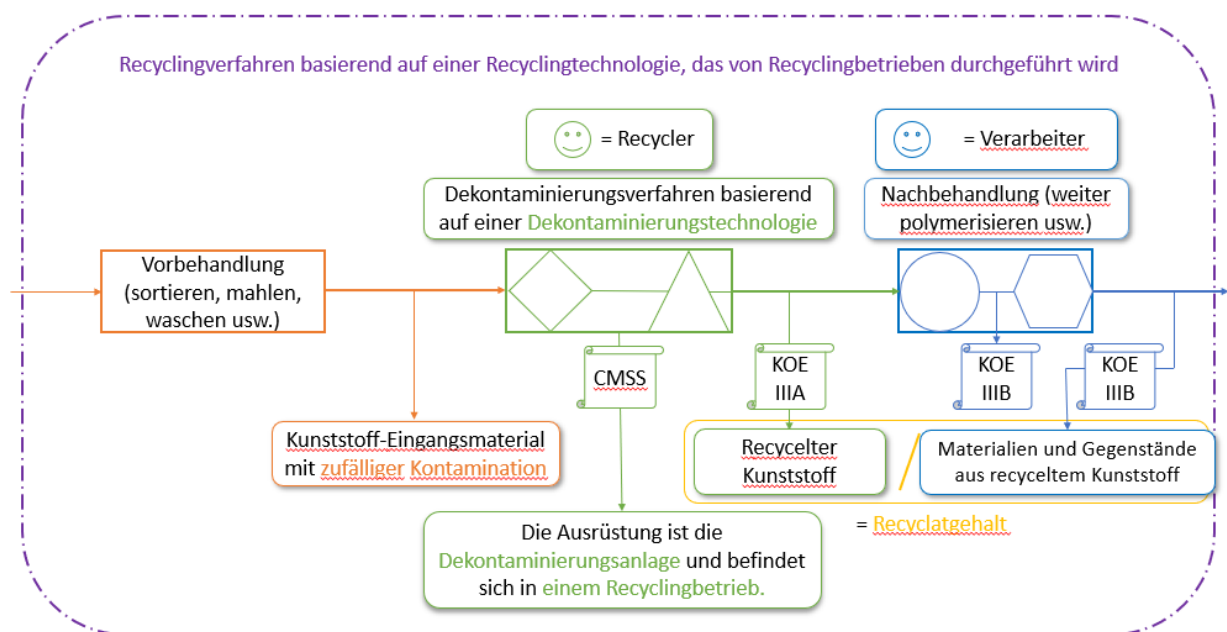 Recyclingverfahren basierend auf einer Recyclingtechnologie, das von Recyclingbetrieben durchgeführt wird
= Recycler
= Verarbeiter
Dekontaminierungsverfahren basierend
auf einer Dekontaminierungstechnologie
Nachbehandlung (weiter
polymerisieren usw.)
Vorbehandlung
(sortieren, mahlen,
waschen usw.)
CMSS
KOE
IIIA
KOE
IIIB
KOE
IIIB
Kunststoff-Eingangsmaterial
mit zufälliger Kontamination
Recycelter
Kunststoff
/
Materialien und Gegenstände
aus recyceltem Kunststoff
= Recyclatgehalt
Die Ausrüstung ist die
Dekontaminierungsanlage und befindet
sich in einem Recyclingbetrieb.